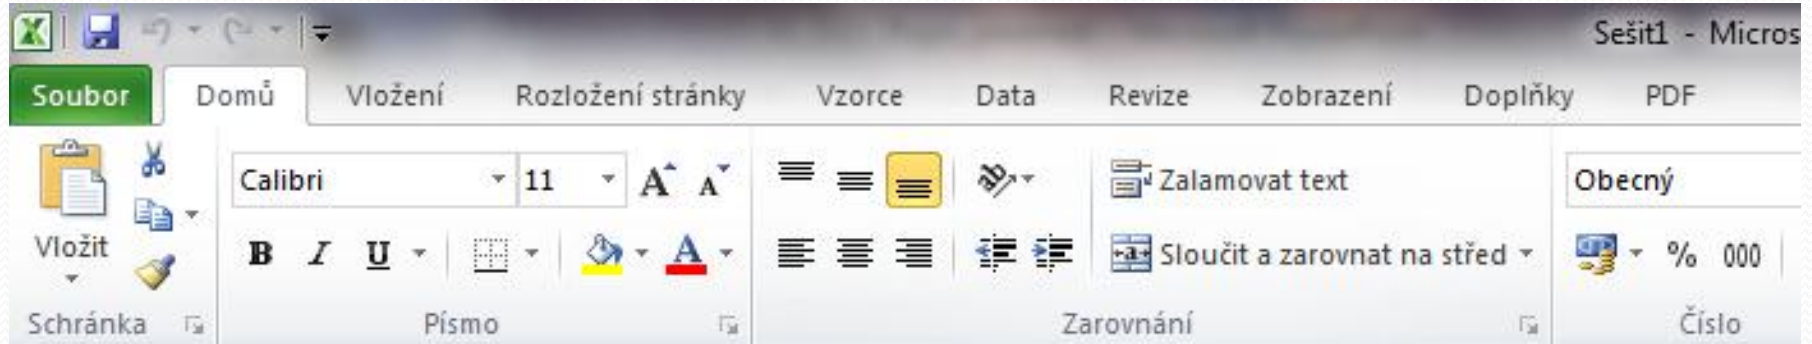 Sešit1 - Micros
Soubor Domů Vložení Rozložení stránky Vzorce Data Revize Zobrazení Doplňky PDF
Calibri 11 A A Zalamovat text Obecný
Vložit B I U A Sloučit a zarovnat na střed % 000
Schránka Písmo Zarovnání Číslo